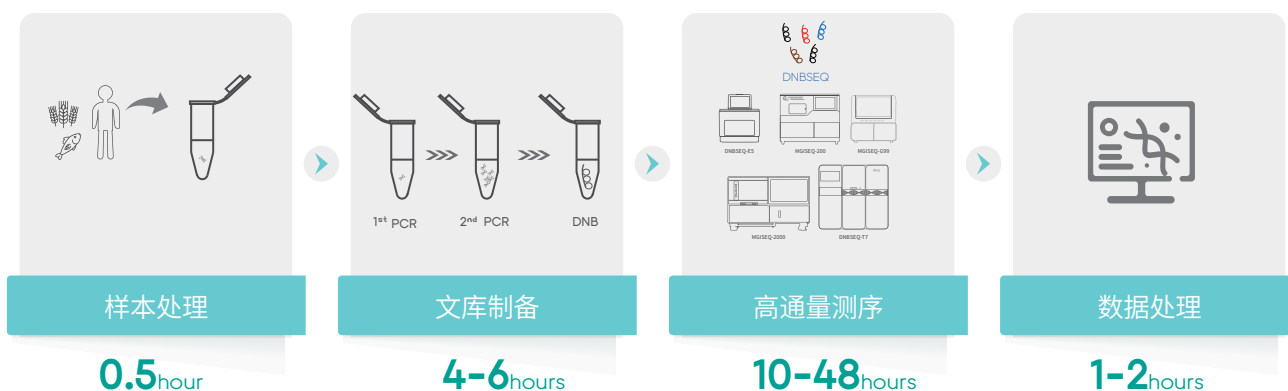 1st PCR
2nd PCR
DNB
DNBSEQ
DNBSEQ-E5
MGISEQ-200
MGISEQ-G99
MGISEQ-2000
DNBSEQ-T7
样本处理
文库制备
高通量测序
数据处理
0.5hour
4-6hours
10-48hours
1-2hours